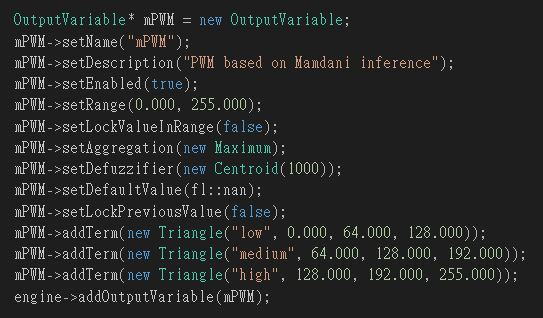 OutputVariable* mPWM = new OutputVariable;
mPWM->setName("mPWM");
mPWM->setDescription("PWM based on Mamdani inference");
mPWM->setEnabled(true);
mPWM->setRange(0.000, 255.000);
mPWM->setLockValueInRange(false);
mPWM->setAggregation(new Maximum);
mPWM->setDefuzzifier(new Centroid(1000));
mPWM->setDefaultValue(fl::nan);
mPWM->setLockPreviousValue(false);
mPWM->addTerm(new Triangle("low", 0.000, 64.000, 128.000));
mPWM->addTerm(new Triangle("medium", 64.000, 128.000, 192.000));
mPWM->addTerm(new Triangle("high", 128.000, 192.000, 255.000));
engine->addOutputVariable(mPWM);